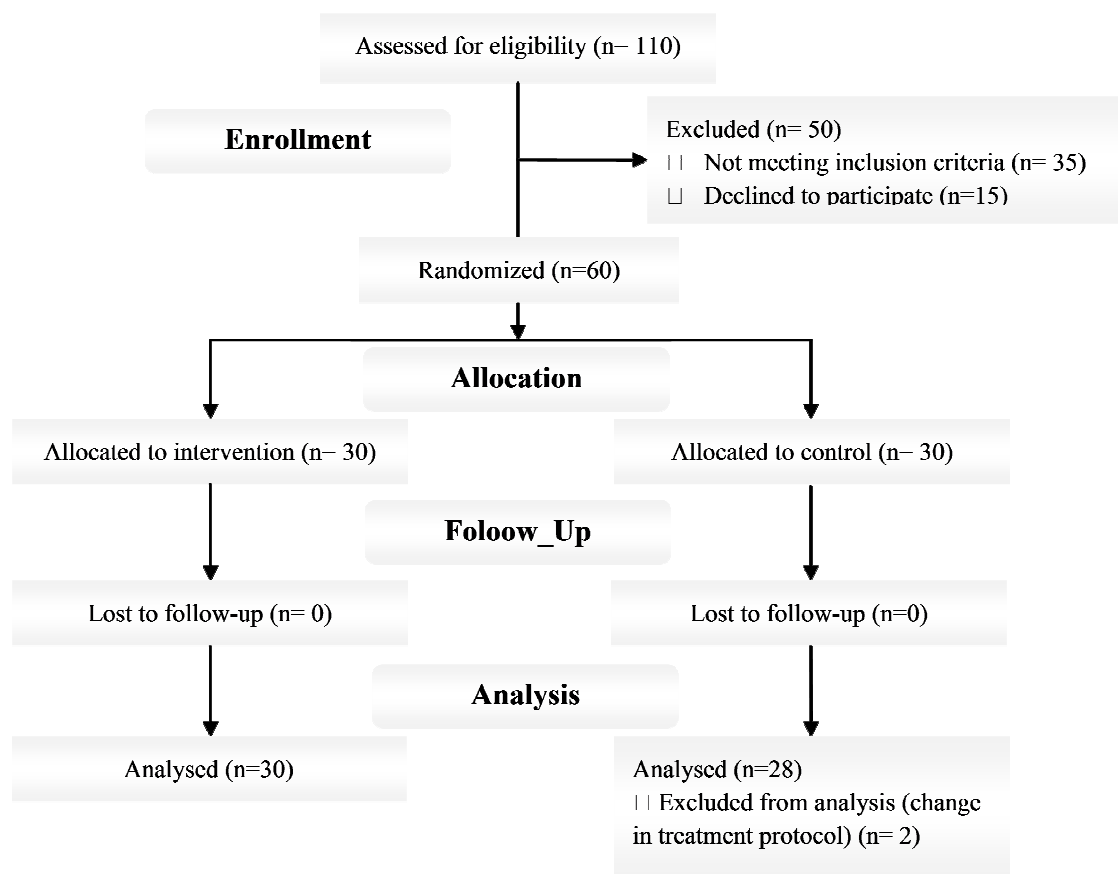 Assessed for eligibility (n= 110)
Enrollment
Excluded (n= 50)
Not meeting inclusion criteria (n= 35)
Declined to participate (n=15)
Randomized (n=60)
Allocation
Allocated to intervention (n= 30)
Allocated to control (n= 30)
Foloow_Up
Lost to follow-up (n= 0)
Lost to follow-up (n=0)
Analysis
Analysed (n=30)
Analysed (n=28)
Excluded from analysis (change
in treatment protocol) (n= 2)